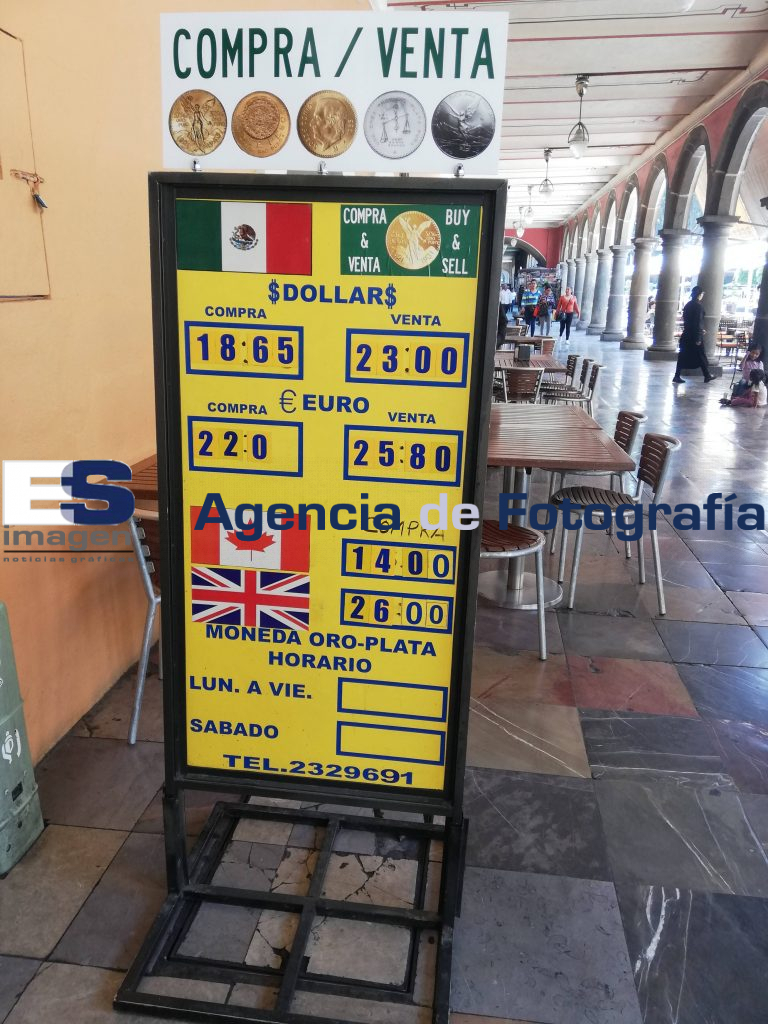 COMPRA / VENTA
COMPRA & VENTA
BUY & SELL
$DOLLAR$
COMPRA VENTA
18:65 23:00
€ EURO
COMPRA VENTA
22:0 25:80
COMPRA
14:00
26:00
MONEDA ORO-PLATA
HORARIO
LUN. A VIE.
SABADO
TEL.2329691
ES
imagen
noticias gráficas
Agencia de Fotografía